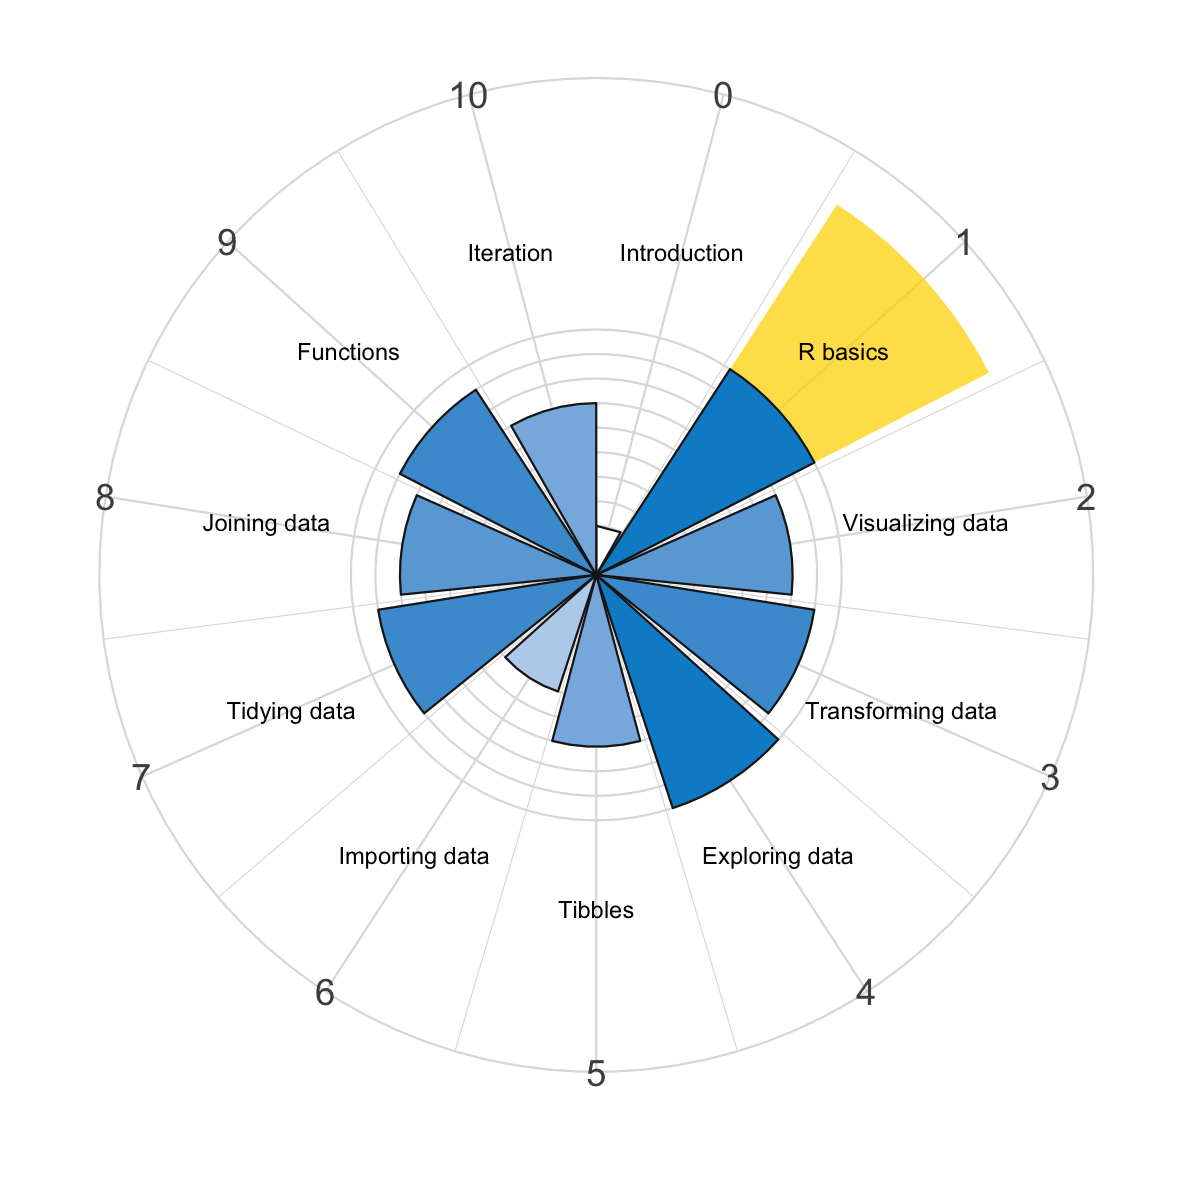 10
0
9
1
Iteration
Introduction
Functions
R basics
8
2
Joining data
Visualizing data
Tidying data
Transforming data
7
3
Importing data
Exploring data
Tibbles
6
4
5